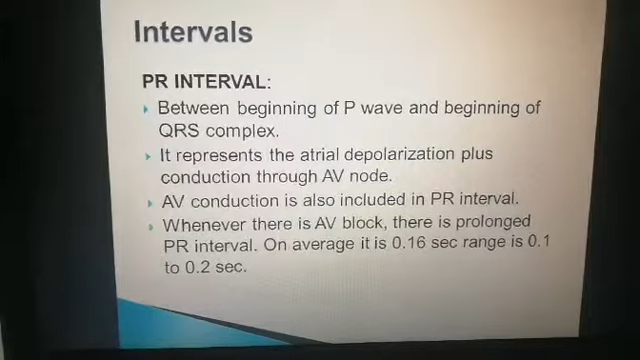 Intervals
PR INTERVAL:
Between beginning of P wave and beginning of
QRS complex.
It represents the atrial depolarization plus
conduction through AV node.
AV conduction is also included in PR interval.
Whenever there is AV block, there is prolonged
PR interval. On average it is 0.16 sec range is 0.1
to 0.2 sec.